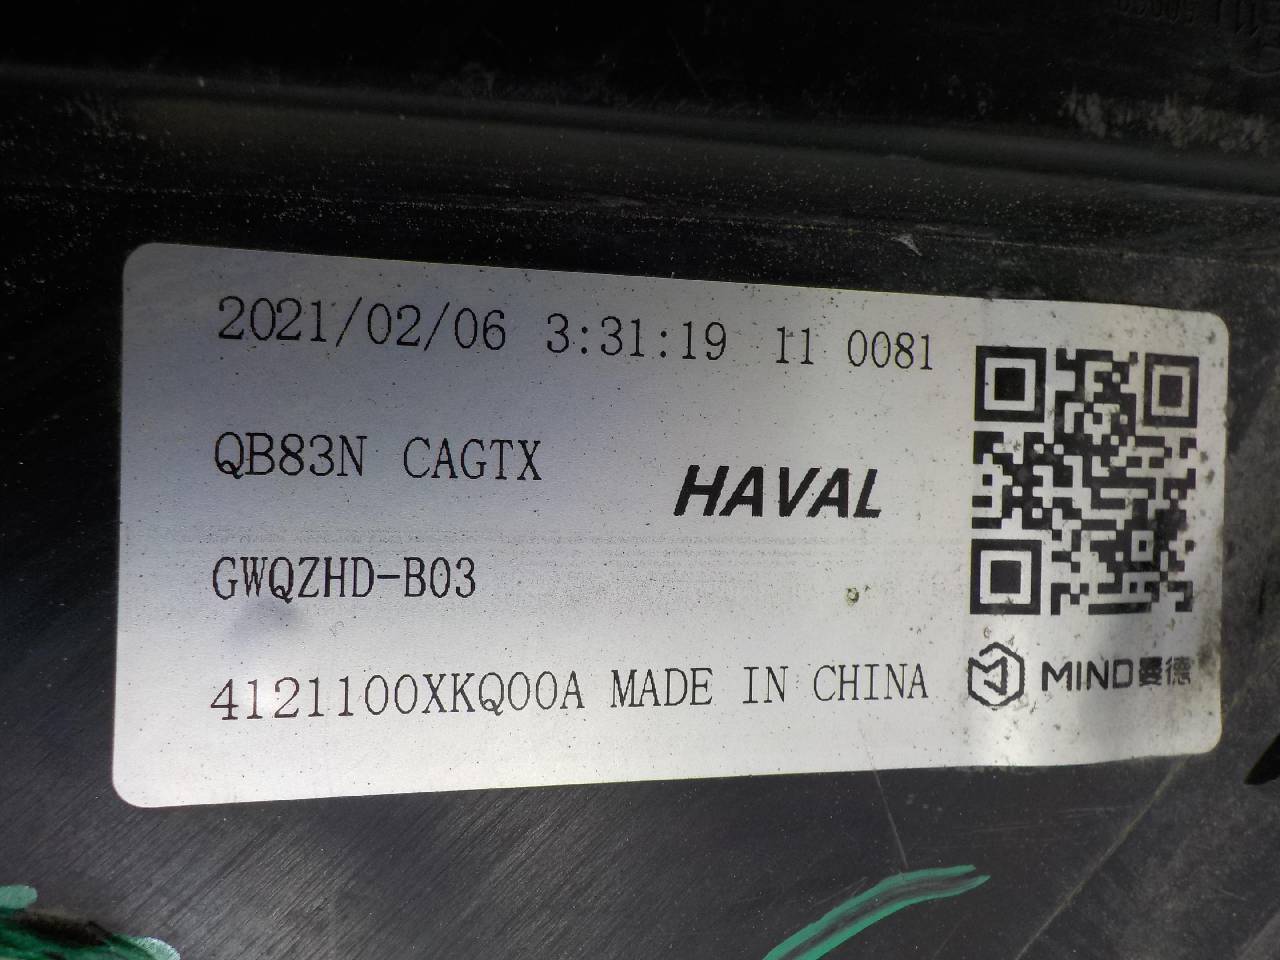 2021/02/06 3:31:19 11 0081
QB83N CAGTX
HAVAL
GWQZHD-B03
4121100XKQ00A MADE IN CHINA
MIND曼德